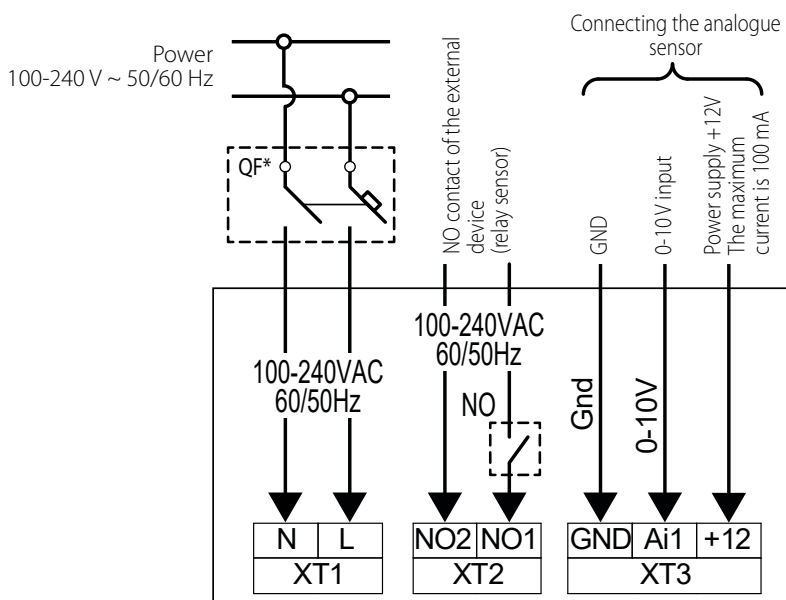 Connecting the analogue
sensor
Power
100-240 V ~ 50/60 Hz
QF*
NO contact of the external
device
(relay sensor)
GND
0-10 V input
Power supply +12V
The maximum
current is 100 mA
100-240VAC
60/50Hz
100-240VAC
60/50Hz
NO
Gnd
0-10V
N L
XT1
NO2 NO1
XT2
GND Ai1 +12
XT3